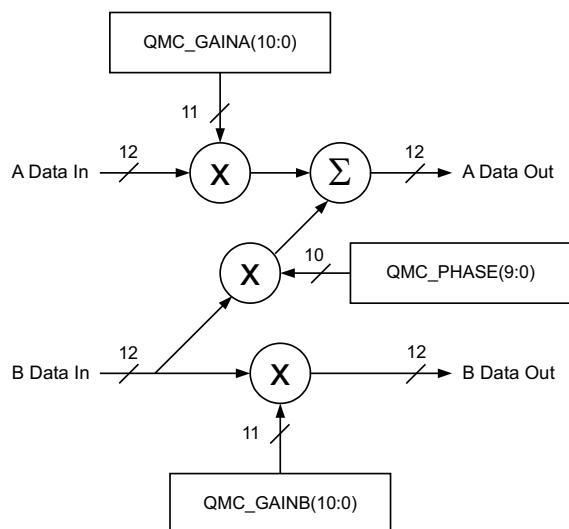 QMC_GAINA(10:0)
11
12
12
A Data In
X
Σ
A Data Out
X
10
QMC_PHASE(9:0)
12
12
B Data In
X
B Data Out
11
QMC_GAINB(10:0)